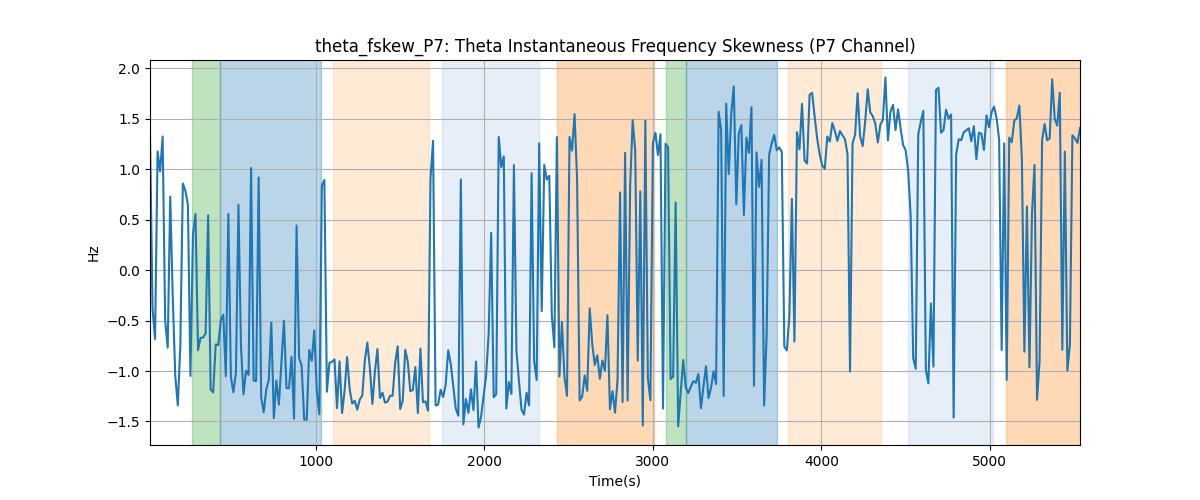 theta_fskew_P7: Theta Instantaneous Frequency Skewness (P7 Channel)
2.0
1.5
1.0
0.5
0.0
−0.5
−1.0
−1.5
Hz
1000 2000 3000 4000 5000
Time(s)